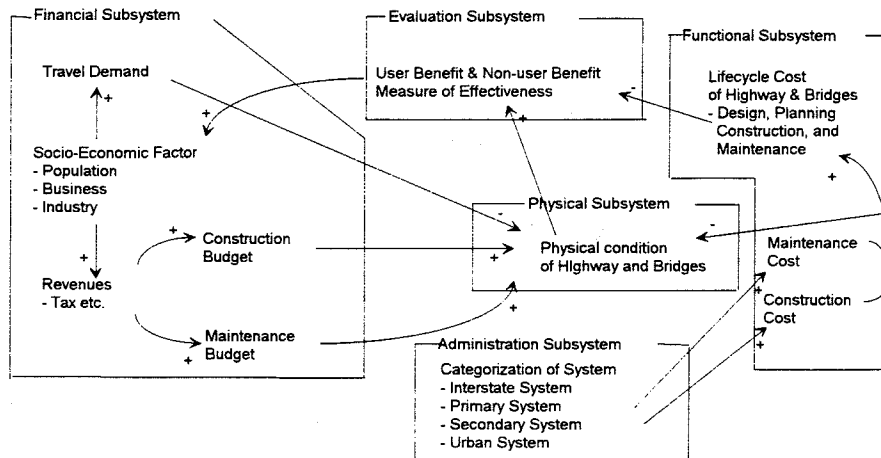 Financial Subsystem
Travel Demand
+
Socio-Economic Factor
- Population
- Business
- Industry
+
Revenues
- Tax etc.
+
Construction
Budget
+
Maintenance
Budget
Evaluation Subsystem
User Benefit & Non-user Benefit
Measure of Effectiveness
+
-
+
Functional Subsystem
Lifecycle Cost
of Highway & Bridges
- Design, Planning
Construction, and
Maintenance
+
Physical Subsystem
-
-
Physical condition
of HIghway and Bridges
+
+
Maintenance
Cost
+
Construction
Cost
+
Administration Subsystem
Categorization of System
- Interstate System
- Primary System
- Secondary System
- Urban System